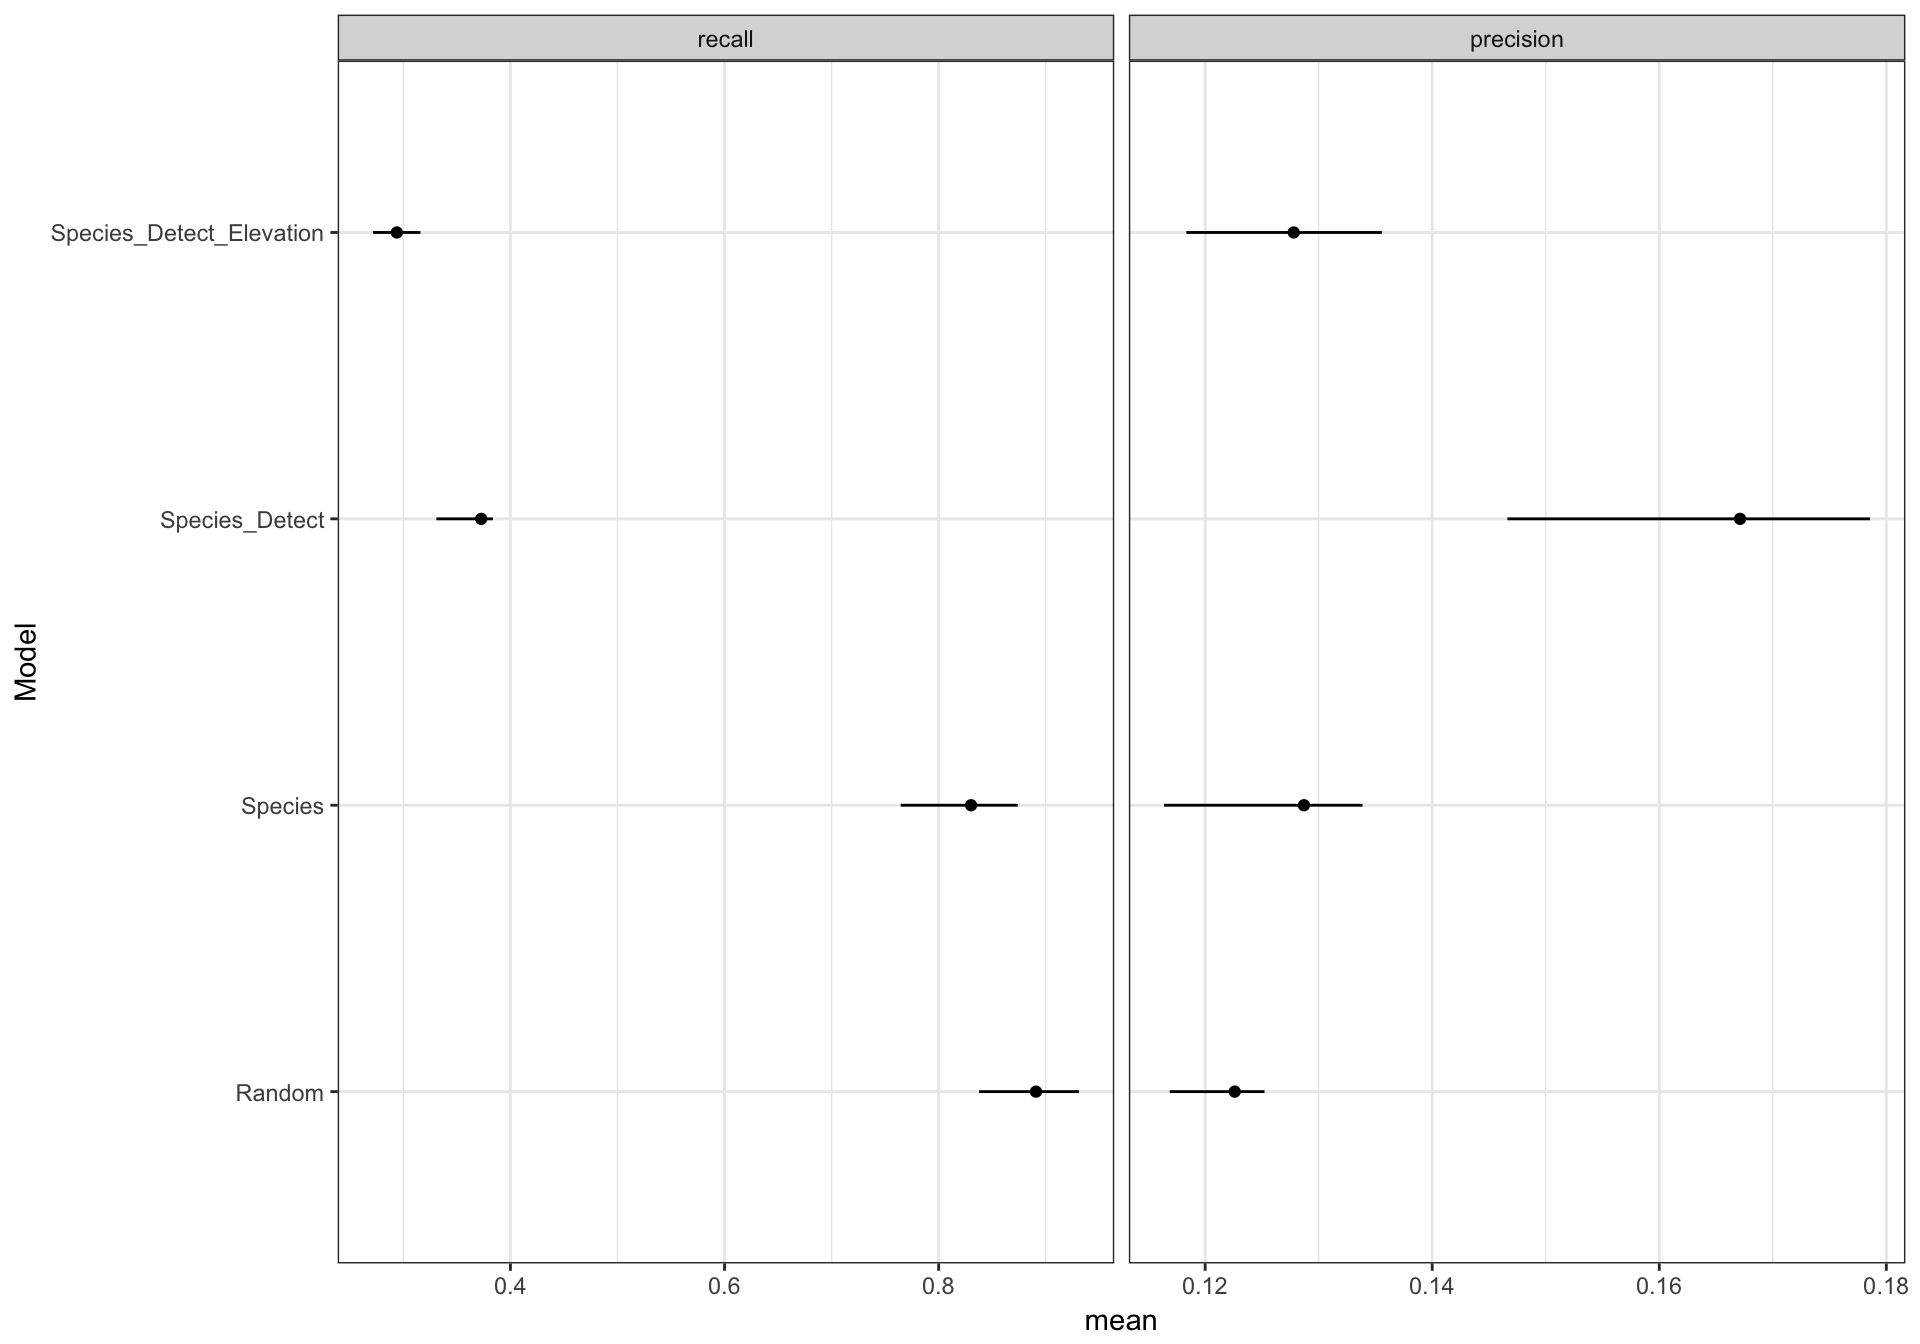 recall
precision
Species_Detect_Elevation
Species_Detect
Species
Random
Model
0.4 0.6 0.8 0.12 0.14 0.16 0.18
mean